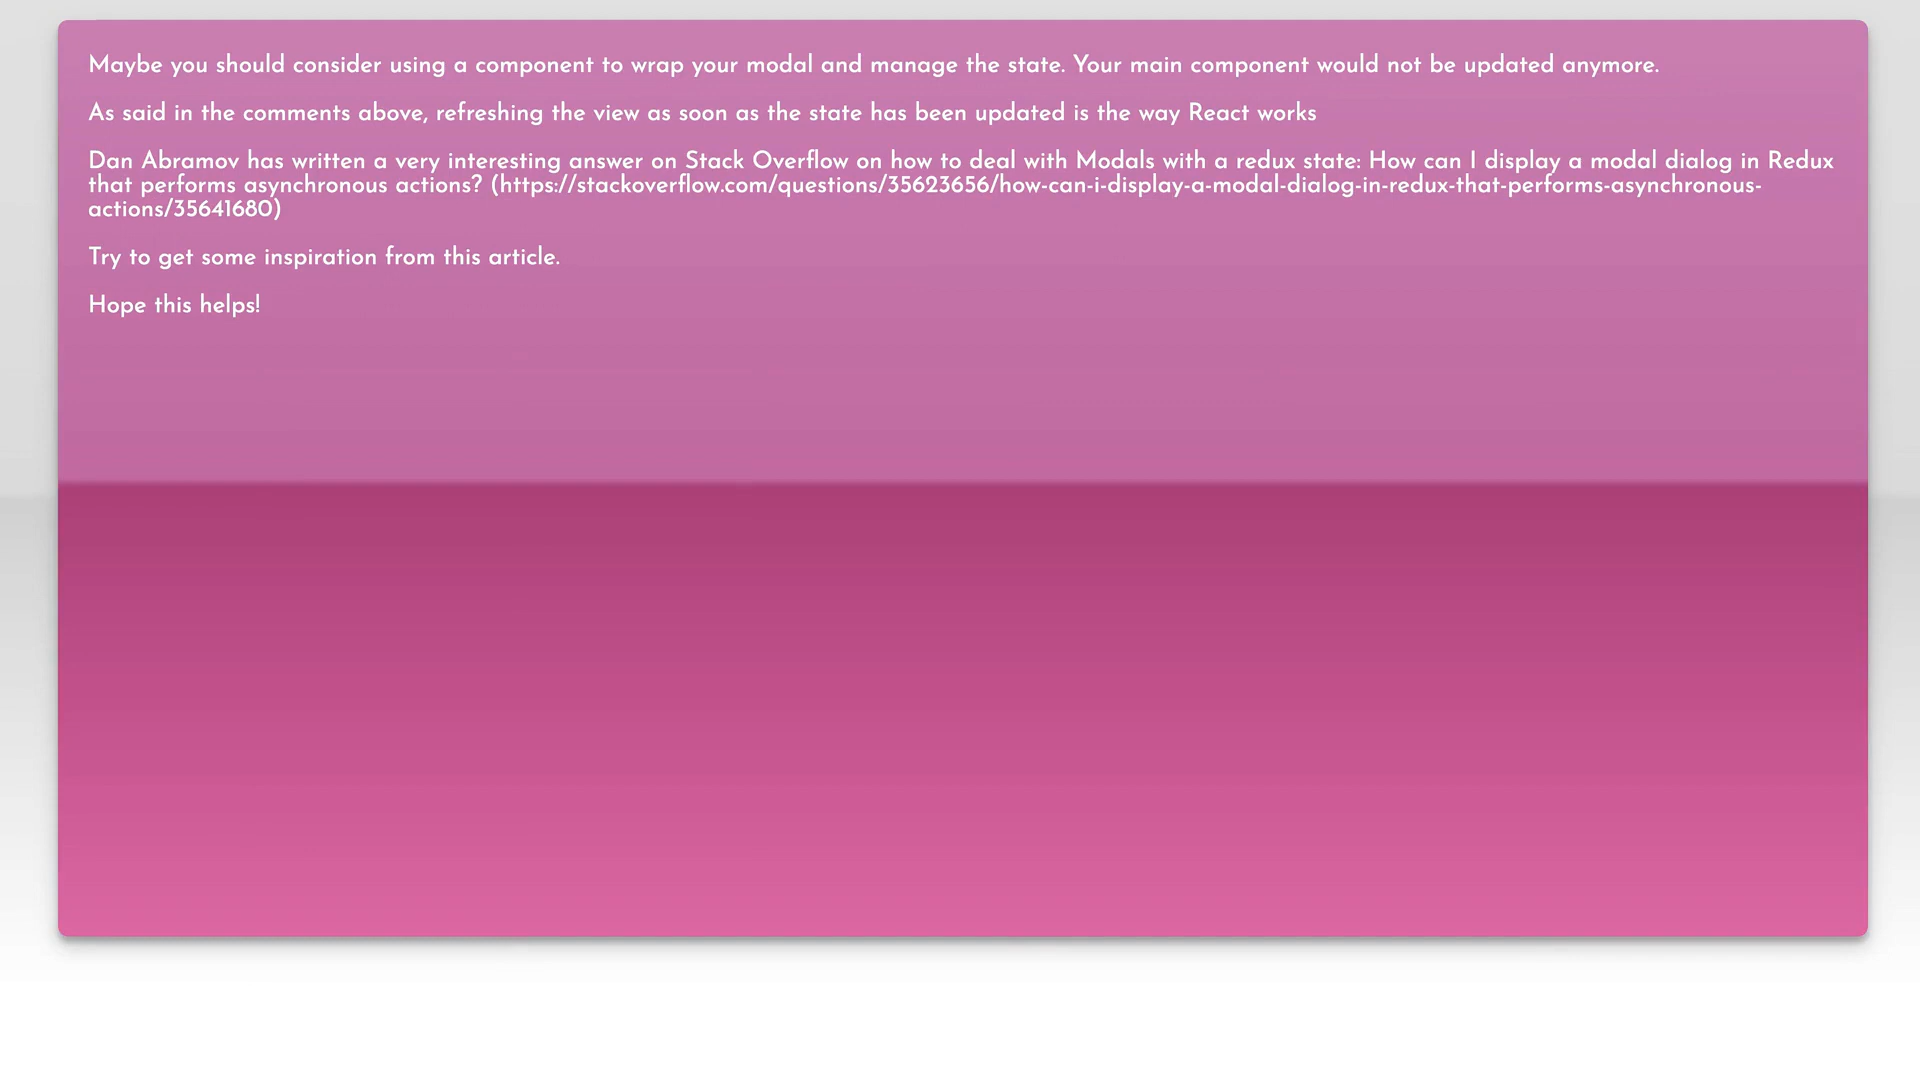 Maybe you should consider using a component to wrap your modal and manage the state. Your main component would not be updated anymore.
As said in the comments above, refreshing the view as soon as the state has been updated is the way React works
Dan Abramov has written a very interesting answer on Stack Overflow on how to deal with Modals with a redux state: How can I display a modal dialog in Redux
that performs asynchronous actions? (https://stackoverflow.com/questions/35623656/how-can-i-display-a-modal-dialog-in-redux-that-performs-asynchronous-
actions/35641680)
Try to get some inspiration from this article.
Hope this helps!